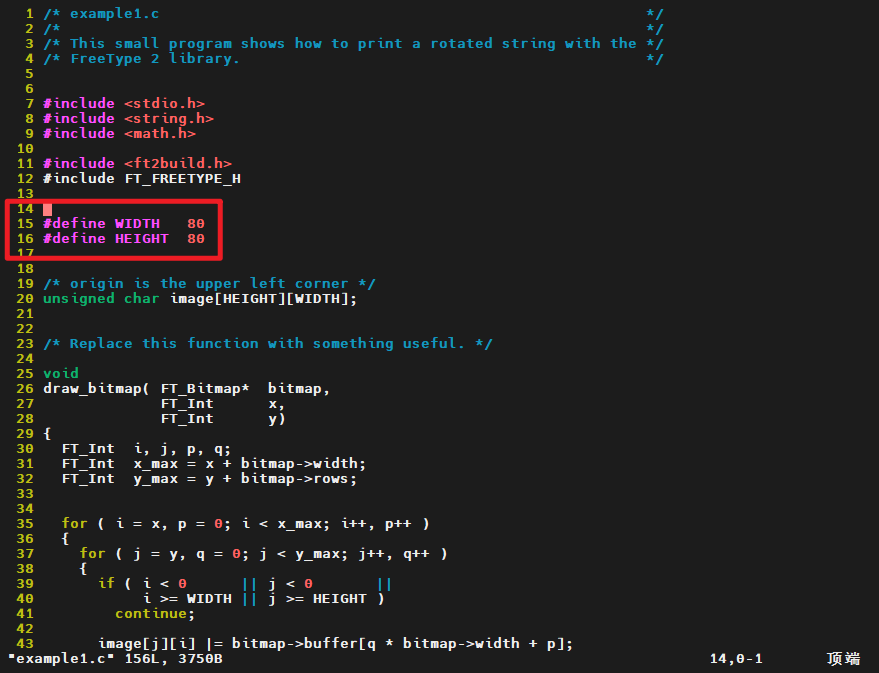 1 /* example1.c */
2 /* */
3 /* This small program shows how to print a rotated string with the */
4 /* FreeType 2 library. */
5
6
7 #include <stdio.h>
8 #include <string.h>
9 #include <math.h>
10
11 #include <ft2build.h>
12 #include FT_FREETYPE_H
13
14
15 #define WIDTH   80
16 #define HEIGHT  80
17
18
19 /* origin is the upper left corner */
20 unsigned char image[HEIGHT][WIDTH];
21
22
23 /* Replace this function with something useful. */
24
25 void
26 draw_bitmap( FT_Bitmap*  bitmap,
27              FT_Int      x,
28              FT_Int      y)
29 {
30   FT_Int  i, j, p, q;
31   FT_Int  x_max = x + bitmap->width;
32   FT_Int  y_max = y + bitmap->rows;
33
34
35   for ( i = x, p = 0; i < x_max; i++, p++ )
36   {
37     for ( j = y, q = 0; j < y_max; j++, q++ )
38     {
39       if ( i < 0      || j < 0       ||
40            i >= WIDTH || j >= HEIGHT )
41         continue;
42
43       image[j][i] |= bitmap->buffer[q * bitmap->width + p];
"example1.c" 156L, 3750B 14,0-1 顶端